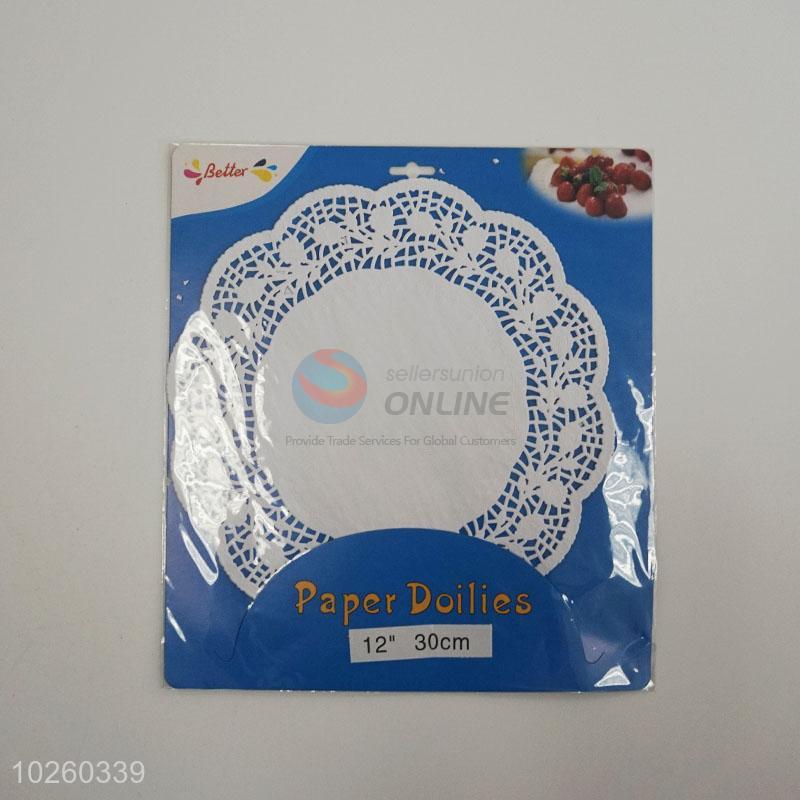 Better
sellersunion
ONLINE
Provide Trade Services For Global Customers
Paper Doilies
12" 30cm
10260339